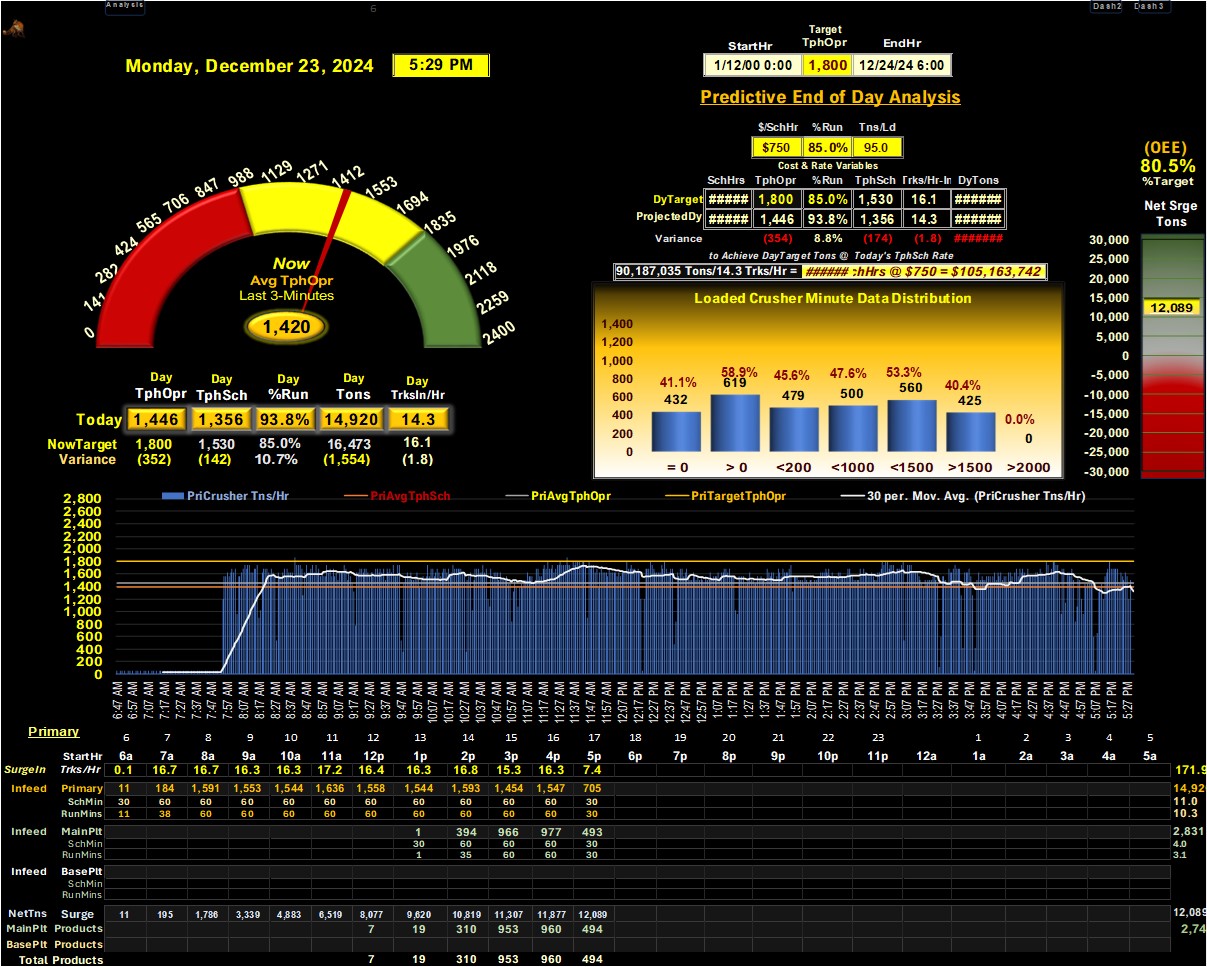 Analysis
6
Dash2 Dash3
Monday, December 23, 2024 5:29 PM
StartHr Target TphOpr EndHr
1/12/00 0:00 1,800 12/24/24 6:00
Predictive End of Day Analysis
$/SchHr %Run Tns/Ld
$750 85.0% 95.0
Cost & Rate Variables
SchHrs TphOpr %Run TphSch Trks/Hr-In DyTons
DyTarget ##### 1,800 85.0% 1,530 16.1 ######
ProjectedDy ##### 1,446 93.8% 1,356 14.3 ######
Variance (354) 8.8% (174) (1.8) #######
to Achieve DayTarget Tons @ Today's TphSch Rate
90,187,035 Tons/14.3 Trks/Hr = ###### :hHrs @ $750 = $105,163,742
(OEE)
80.5%
%Target
Net Srge
Tons
30,000
25,000
20,000
15,000
12,089
10,000
5,000
0
-5,000
-10,000
-15,000
-20,000
-25,000
-30,000
0 141 282 424 565 706 847 988 1129 1271 1412 1553 1694 1835 1976 2118 2259 2400
Now
Avg TphOpr
Last 3-Minutes
1,420
Day Day Day Day Day
TphOpr TphSch %Run Tons TrksIn/Hr
Today 1,446 1,356 93.8% 14,920 14.3
NowTarget 1,800 1,530 85.0% 16,473 16.1
Variance (352) (142) 10.7% (1,554) (1.8)
Loaded Crusher Minute Data Distribution
1,400
1,200
1,000
800
600
400
200
0
41.1% 58.9% 45.6% 47.6% 53.3% 40.4% 0.0%
432 619 479 500 560 425 0
= 0 > 0 <200 <1000 <1500 >1500 >2000
PriCrusher Tns/Hr PriAvgTphSch PriAvgTphOpr PriTargetTphOpr 30 per. Mov. Avg. (PriCrusher Tns/Hr)
2,800
2,600
2,400
2,200
2,000
1,800
1,600
1,400
1,200
1,000
800
600
400
200
0
6:47 AM 6:57 AM 7:07 AM 7:17 AM 7:27 AM 7:37 AM 7:47 AM 7:57 AM 8:07 AM 8:17 AM 8:27 AM 8:37 AM 8:47 AM 8:57 AM 9:07 AM 9:17 AM 9:27 AM 9:37 AM 9:47 AM 9:57 AM 10:07 AM 10:17 AM 10:27 AM 10:37 AM 10:47 AM 10:57 AM 11:07 AM 11:17 AM 11:27 AM 11:37 AM 11:47 AM 11:57 AM 12:07 PM 12:17 PM 12:27 PM 12:37 PM 12:47 PM 12:57 PM 1:07 PM 1:17 PM 1:27 PM 1:37 PM 1:47 PM 1:57 PM 2:07 PM 2:17 PM 2:27 PM 2:37 PM 2:47 PM 2:57 PM 3:07 PM 3:17 PM 3:27 PM 3:37 PM 3:47 PM 3:57 PM 4:07 PM 4:17 PM 4:27 PM 4:37 PM 4:47 PM 4:57 PM 5:07 PM 5:17 PM 5:27 PM
Primary
6 7 8 9 10 11 12 13 14 15 16 17 18 19 20 21 22 23 1 2 3 4 5
StartHr 6a 7a 8a 9a 10a 11a 12p 1p 2p 3p 4p 5p 6p 7p 8p 9p 10p 11p 12a 1a 2a 3a 4a 5a
SurgeIn Trks/Hr 0.1 16.7 16.7 16.3 16.3 17.2 16.4 16.3 16.8 15.3 16.3 7.4 171.9
Infeed Primary 11 184 1,591 1,553 1,544 1,636 1,558 1,544 1,593 1,454 1,547 705 14,920
SchMin 30 60 60 60 60 60 60 60 60 60 60 30 11.0
RunMins 11 38 60 60 60 60 60 60 60 60 60 30 10.3
Infeed MainPlt 1 394 966 977 493 2,831
SchMin 30 60 60 60 30 4.0
RunMins 1 35 60 60 30 3.1
Infeed BasePlt
SchMin
RunMins
NetTns Surge 11 195 1,786 3,339 4,883 6,519 8,077 9,620 10,819 11,307 11,877 12,089 12,089
MainPlt Products 7 19 310 953 960 494 2,74
BasePlt Products
Total Products 7 19 310 953 960 494